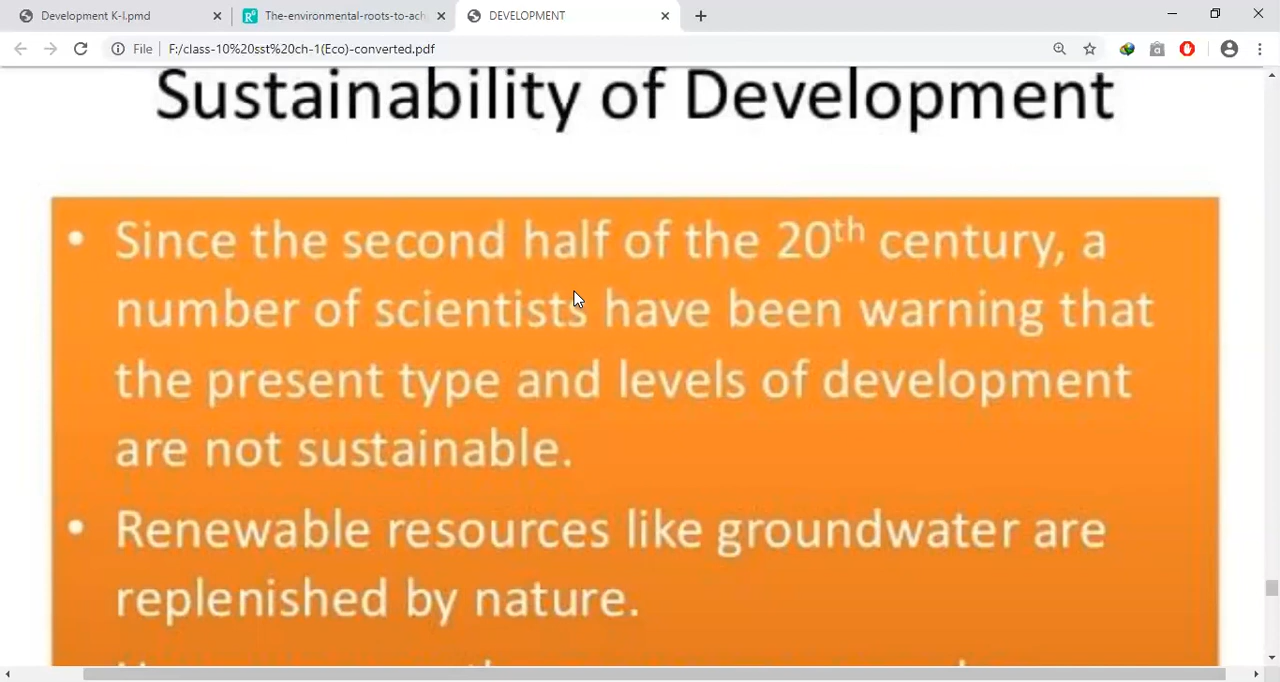 Development K-I.pmd
The-environmental-roots-to-ach
DEVELOPMENT
File
F:/class-10%20sst%20ch-1(Eco)-converted.pdf
Sustainability of Development
• Since the second half of the 20th century, a
number of scientists have been warning that
the present type and levels of development
are not sustainable.
• Renewable resources like groundwater are
replenished by nature.